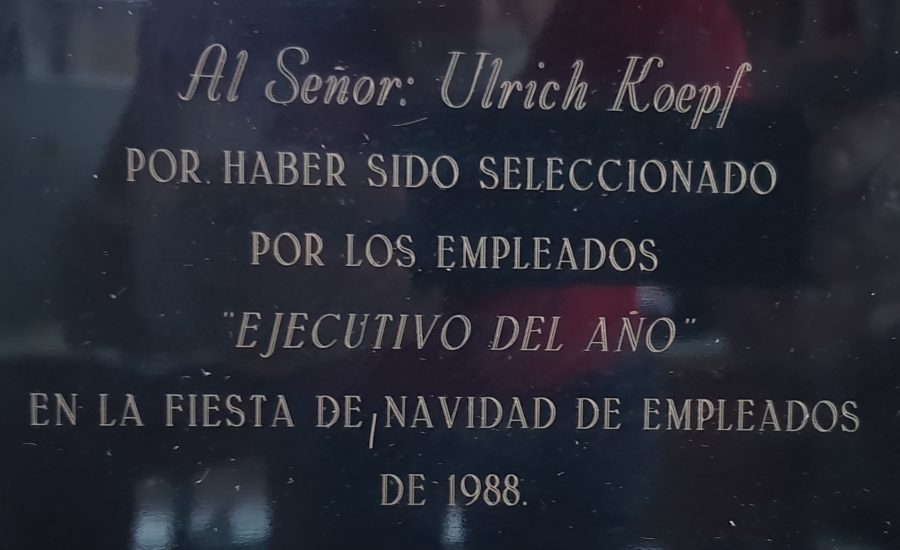 Al Señor: Ulrich Koepf
POR HABER SIDO SELECCIONADO
POR LOS EMPLEADOS
"EJECUTIVO DEL AÑO"
EN LA FIESTA DE NAVIDAD DE EMPLEADOS
DE 1988.